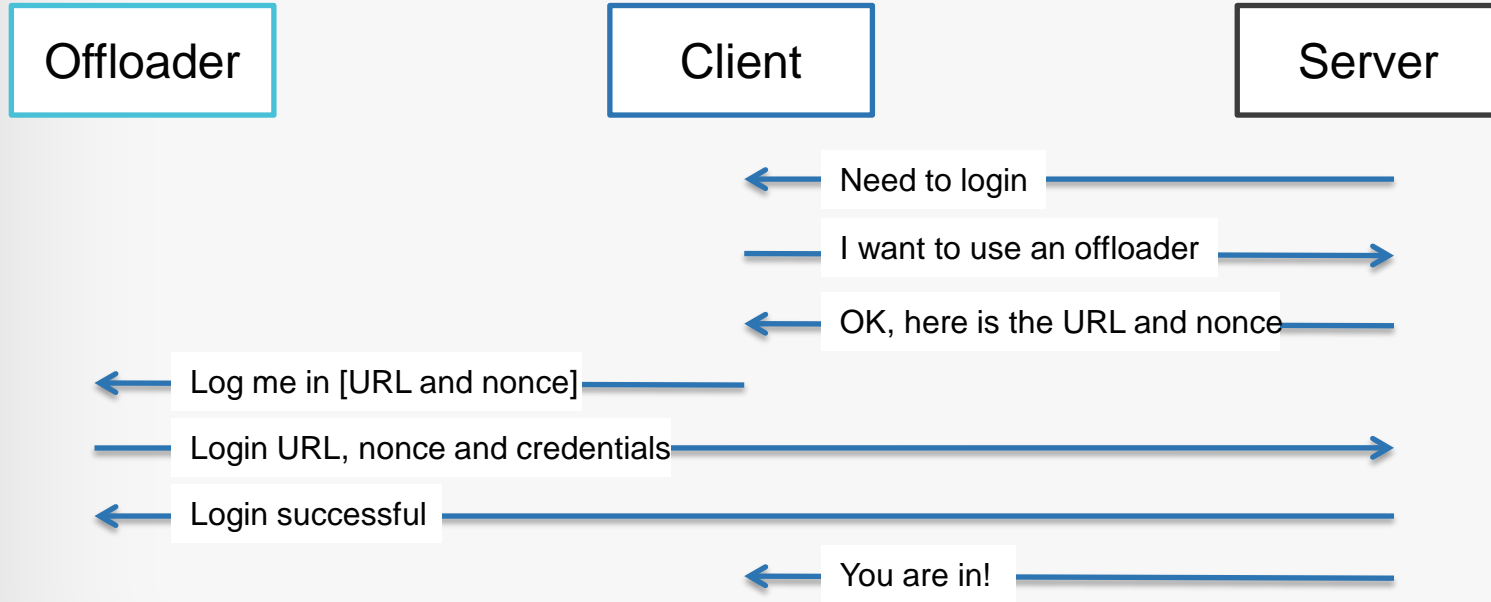 Offloader
Client
Server
Need to login
I want to use an offloader
OK, here is the URL and nonce
Log me in [URL and nonce]
Login URL, nonce and credentials
Login successful
You are in!